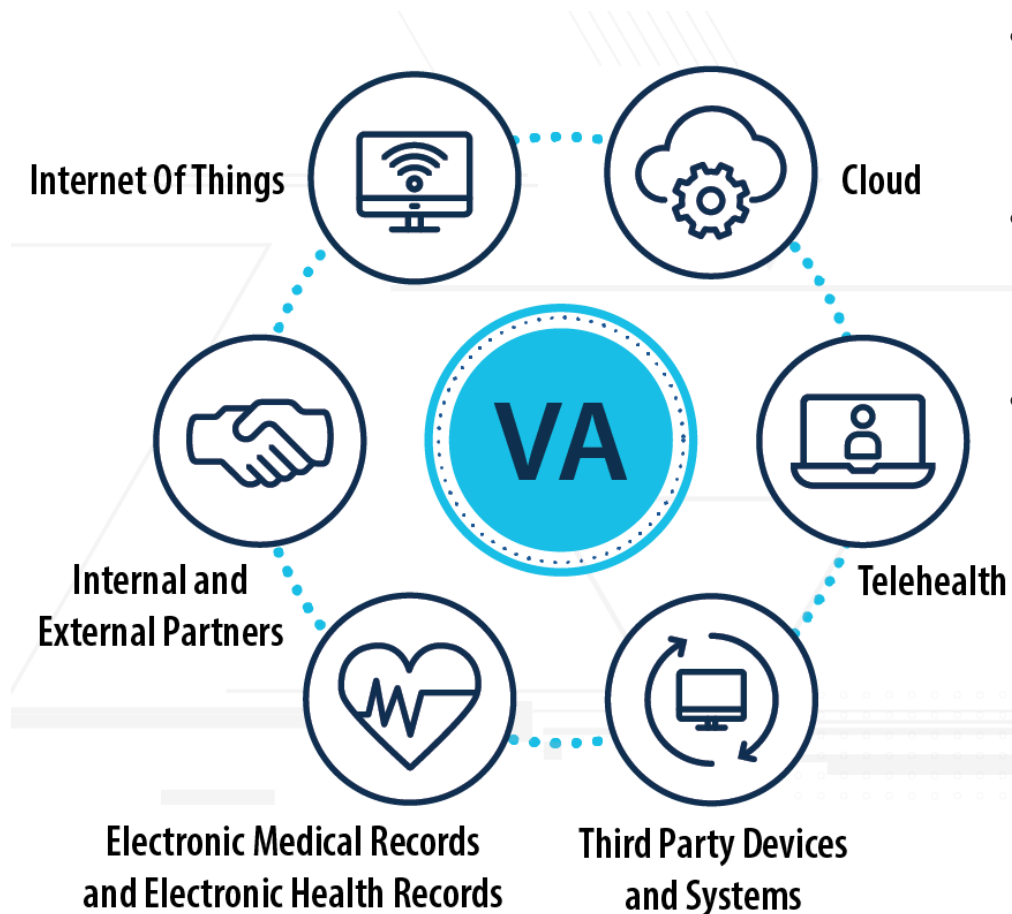 Internet Of Things
Cloud
VA
Internal and
External Partners
Telehealth
Electronic Medical Records
and Electronic Health Records
Third Party Devices
and Systems